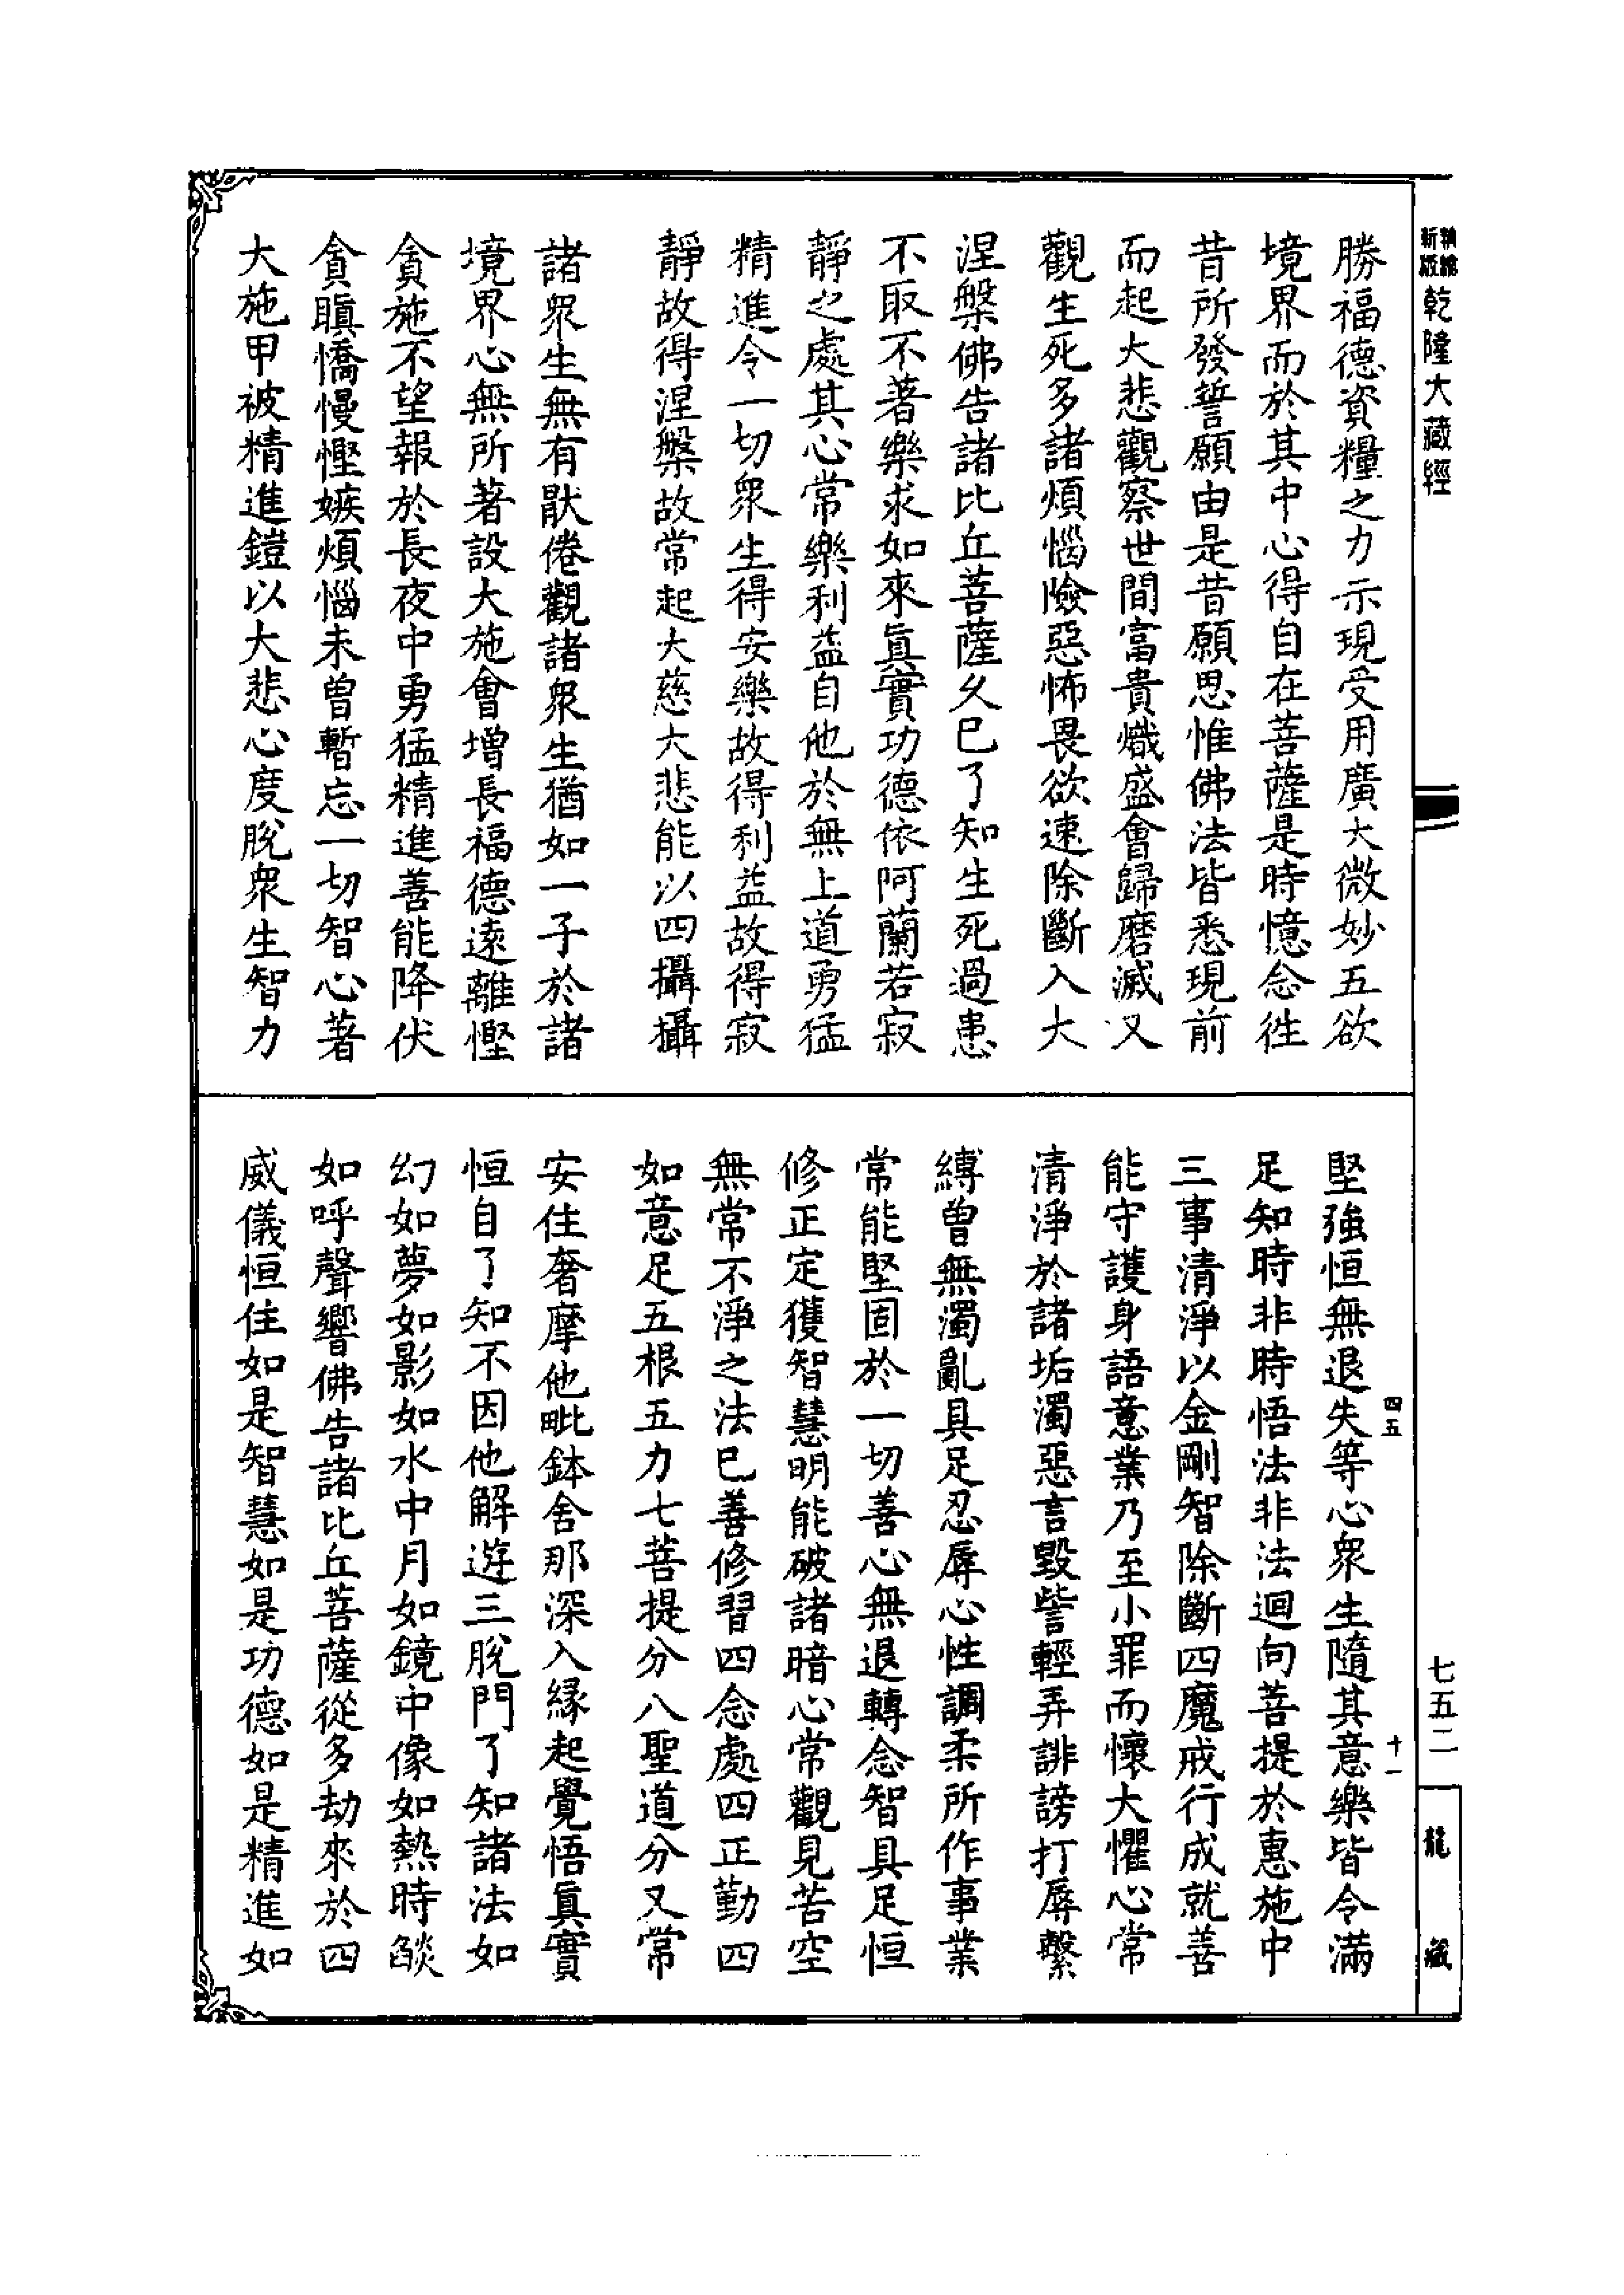 新版
乾隆大藏經
勝福德資糧之力示現受用廣大微妙五欲
境界而於其中心得自在菩薩是時憶念往
昔所發誓願由是昔願思惟佛法皆悉現前
而起大悲觀察世間富貴熾盛會歸磨滅又
觀生死多諸煩惱險惡怖畏欲速除斷入大
涅槃佛告諸比丘菩薩久已了知生死過患
不取不著樂求如來真實功德依阿蘭若寂
靜之處其心常樂利益自他於無上道勇猛
精進令一切眾生得安樂故得利益故得寂
靜故得涅槃故常起大慈大悲能以四攝攝
諸眾生無有猒倦觀諸眾生猶如一子於諸
境界心無所著設大施會增長福德遠離慳
貪施不望報於長夜中勇猛精進善能降伏
貪瞋憍慢慳嫉煩惱未曾暫忘一切智心著
大施甲被精進鎧以大悲心度脫眾生智力
堅強恒無退失等心眾生隨其意樂皆令滿
足知時非時悟法非法迴向菩提於惠施中
三事清淨以金剛智除斷四魔戒行成就善
能守護身語意業乃至小罪而懷大懼心常
清淨於諸垢濁惡言毀訾輕弄誹謗打辱繫
縛曾無濁亂具足忍辱心性調柔所作事業
常能堅固於一切善心無退轉念智具足恒
修正定獲智慧明能破諸暗心常觀見苦空
無常不淨之法已善修習四念處四正勤四
如意足五根五力七菩提分八聖道分又常
安住奢摩他毗鉢舍那深入緣起覺悟真實
恒自了知不因他解遊三脫門了知諸法如
幻如夢如影如水中月如鏡中像如熱時燄
如呼聲響佛告諸比丘菩薩從多劫來於四
威儀恒住如是智慧如是功德如是精進如
四五
十一
七五二
龍藏